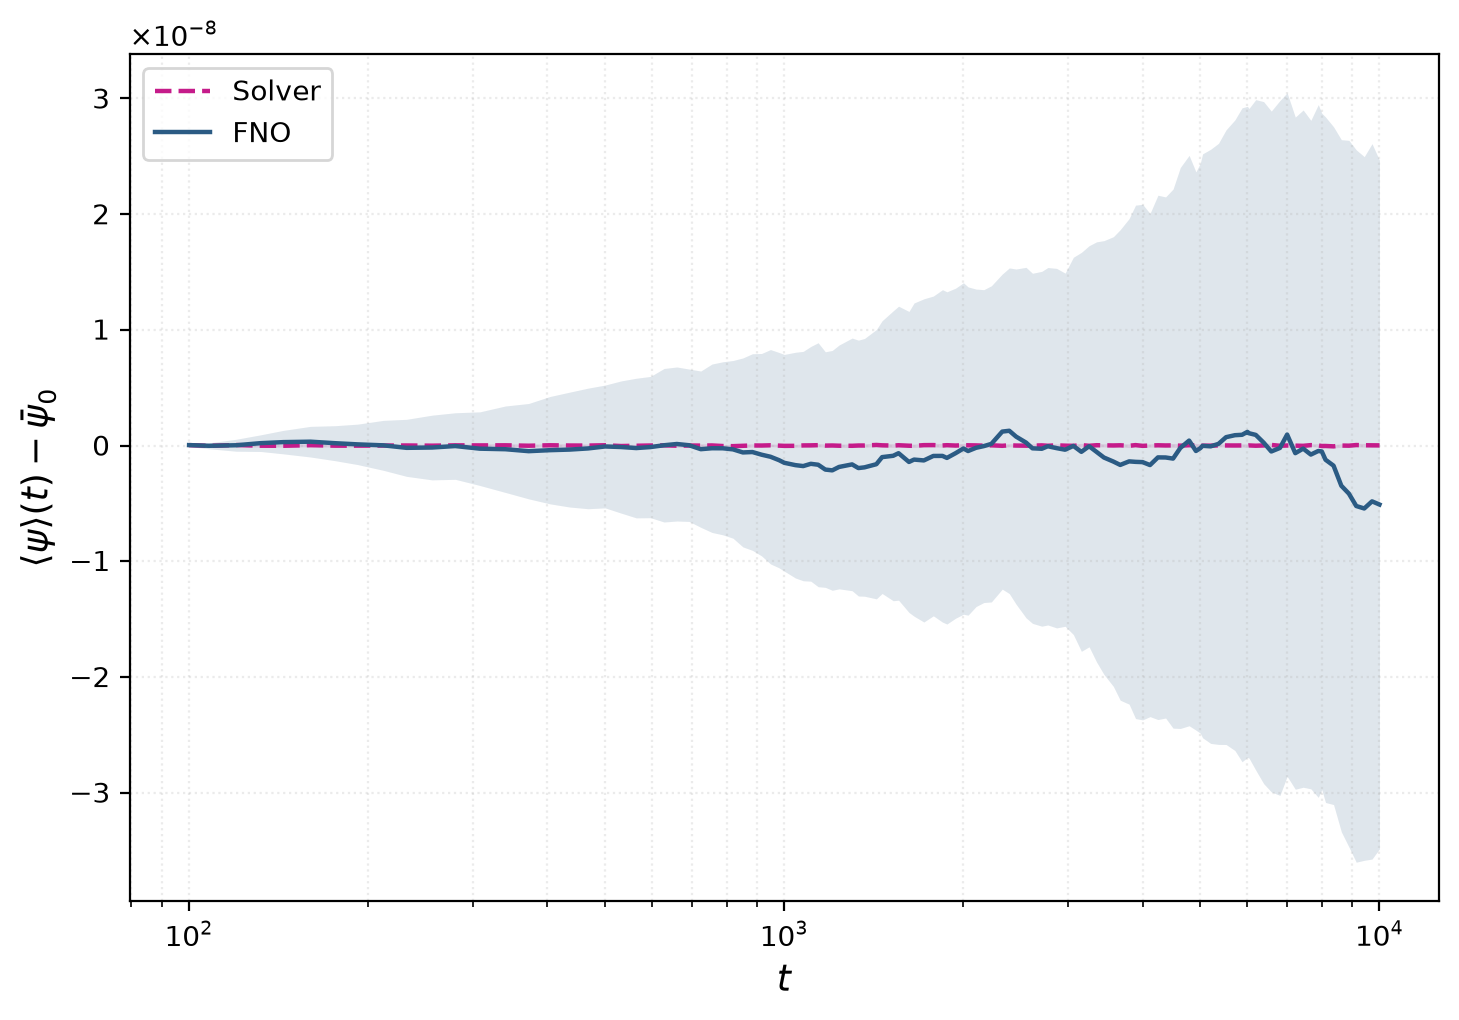 ×10⁻⁸
Solver
FNO
3
2
1
0
−1
−2
−3
⟨ψ⟩(t) − ψ̄₀
10² 10³ 10⁴
t